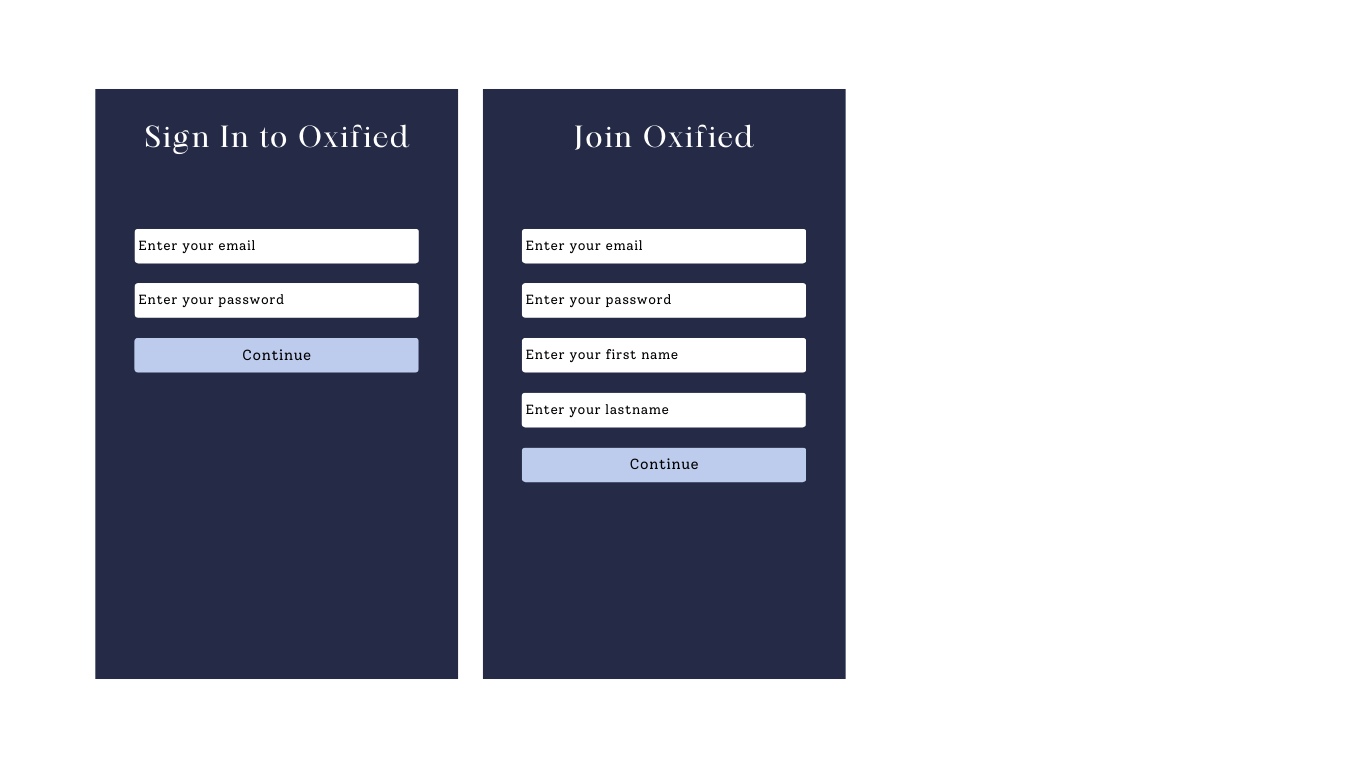 Sign In to Oxified
Enter your email
Enter your password
Continue
Join Oxified
Enter your email
Enter your password
Enter your first name
Enter your lastname
Continue